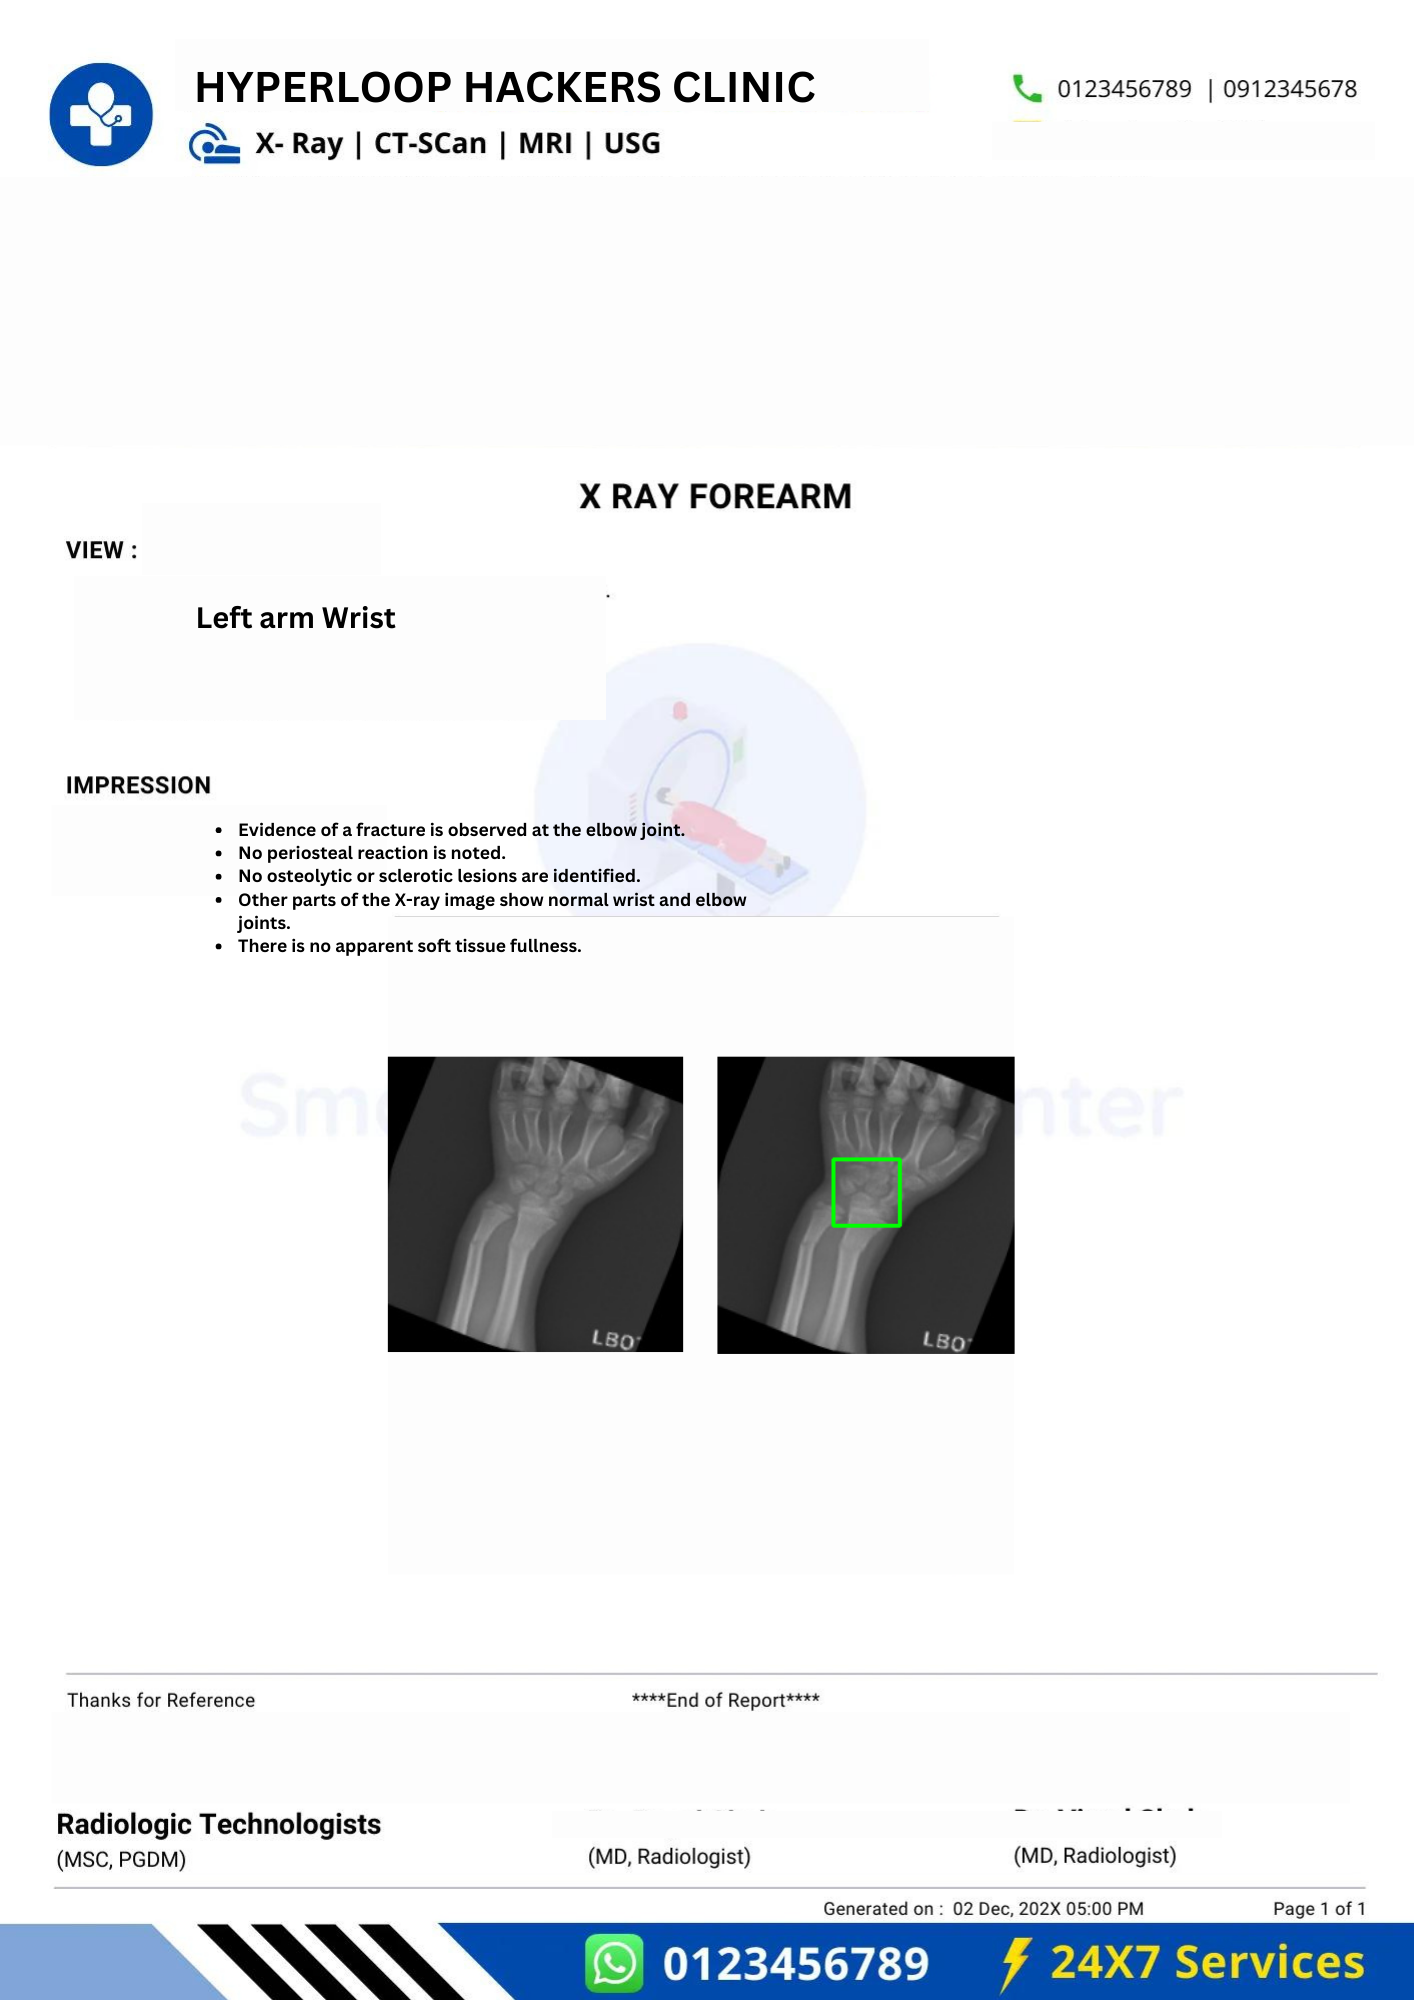 HYPERLOOP HACKERS CLINIC
0123456789 | 0912345678
X- Ray | CT-SCan | MRI | USG
X RAY FOREARM
VIEW :
Left arm Wrist
IMPRESSION
• Evidence of a fracture is observed at the elbow joint.
• No periosteal reaction is noted.
• No osteolytic or sclerotic lesions are identified.
• Other parts of the X-ray image show normal wrist and elbow
joints.
• There is no apparent soft tissue fullness.
Thanks for Reference
****End of Report****
Radiologic Technologists
(MSC, PGDM)
(MD, Radiologist)
(MD, Radiologist)
Generated on : 02 Dec, 202X 05:00 PM
Page 1 of 1
0123456789
24X7 Services